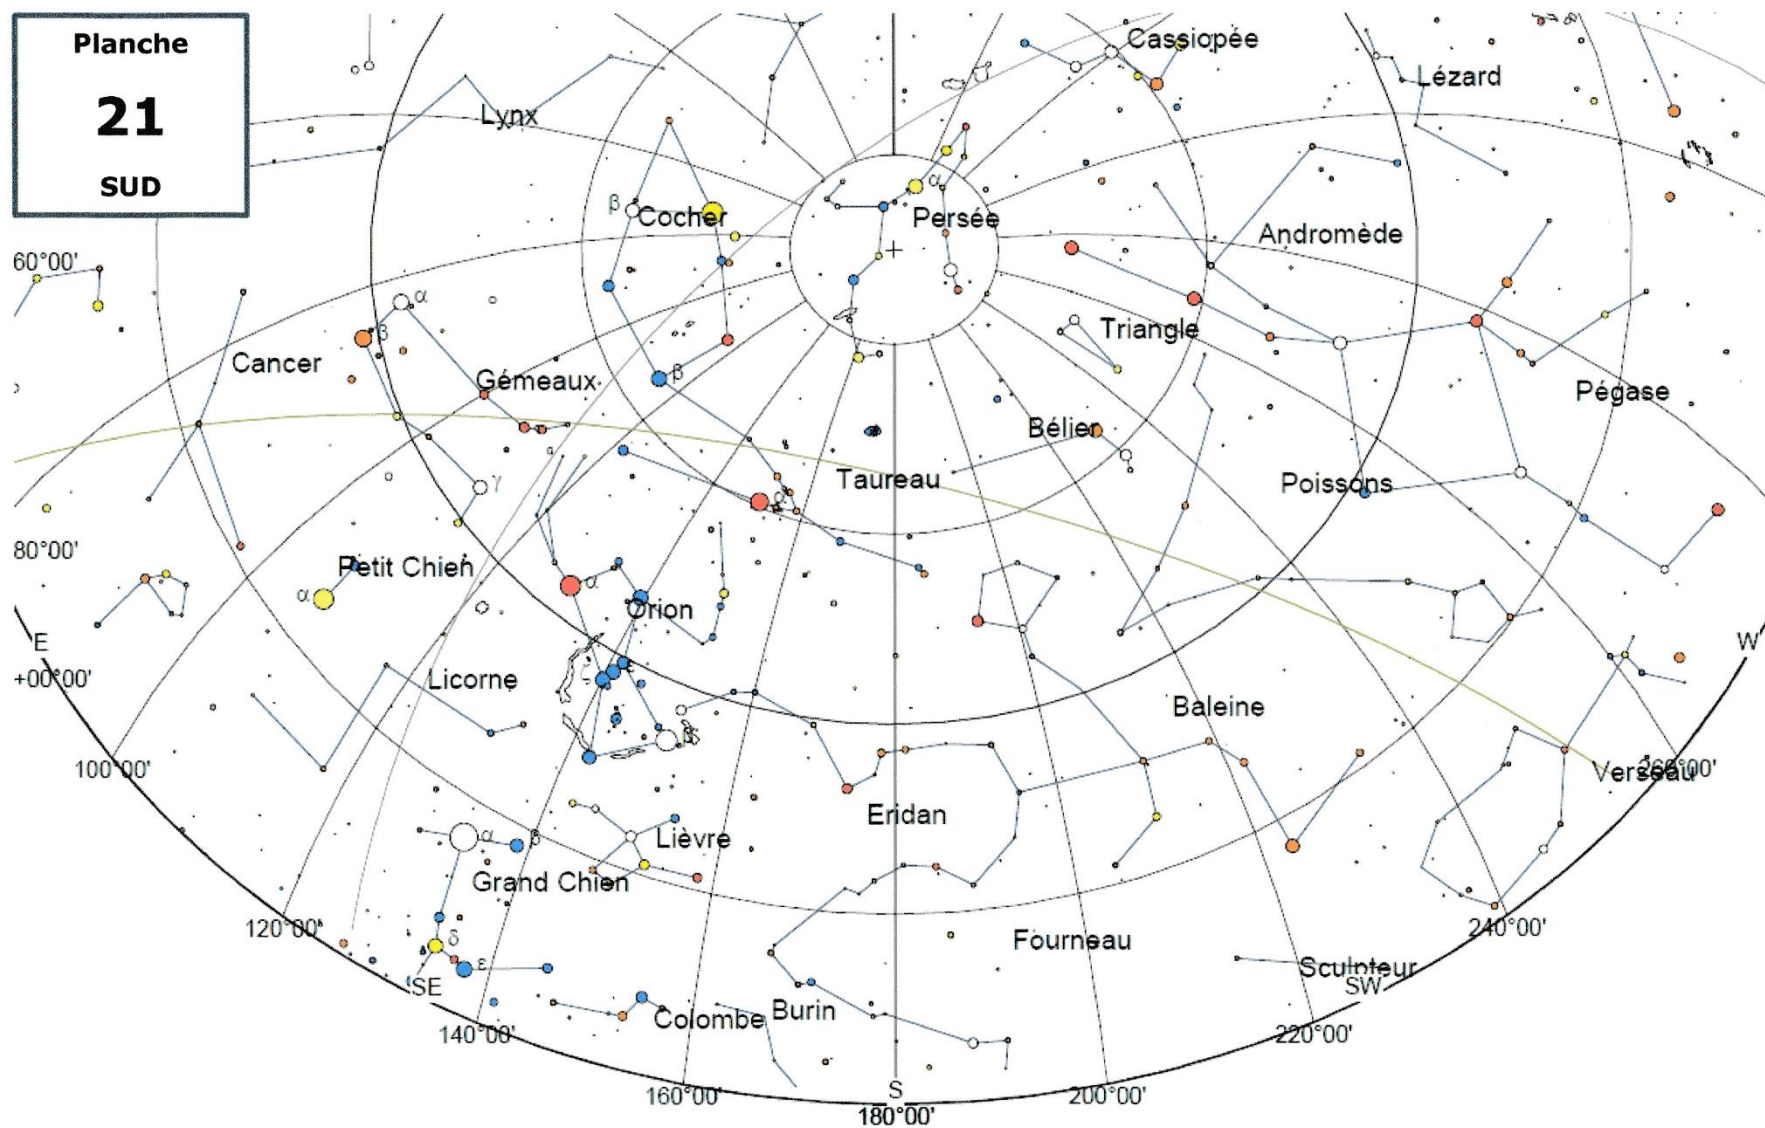 Planche
21
SUD
Cassiopée
Lézard
Lynx
α
β
Cocher
Persée
Andromède
60°00'
α
β
Triangle
Cancer
Gémeaux
β
Pégase
Bélier
Taureau
Poissons
γ
α
80°00'
Petit Chien
α
α
Orion
E
W
+00°00'
Licorne
ζ
ε
Baleine
100°00'
Verseau
260°00'
Eridan
α
β
Lièvre
Grand Chien
120°00'
240°00'
δ
Fourneau
ε
Sculpteur
SE
SW
Colombe
Burin
140°00'
220°00'
160°00'
S
200°00'
180°00'